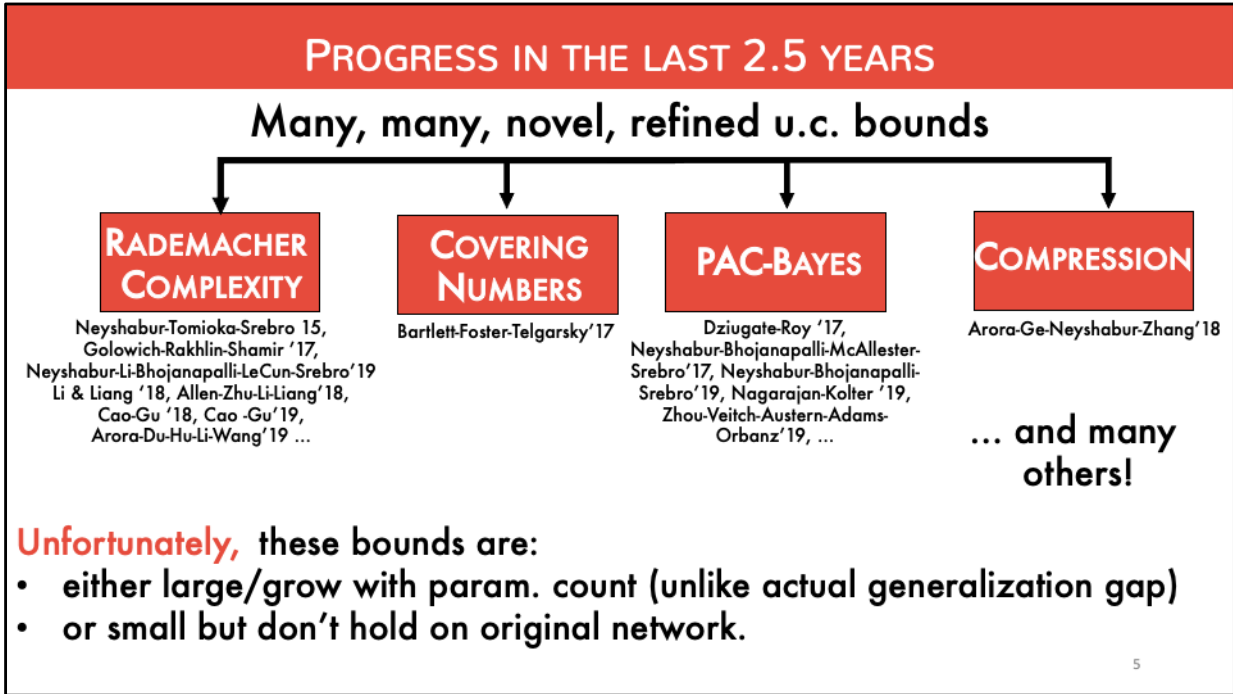 PROGRESS IN THE LAST 2.5 YEARS
Many, many, novel, refined u.c. bounds
RADEMACHER
COMPLEXITY
Neyshabur-Tomioka-Srebro 15,
Golowich-Rakhlin-Shamir '17,
Neyshabur-Li-Bhojanapalli-LeCun-Srebro'19
Li & Liang '18, Allen-Zhu-Li-Liang'18,
Cao-Gu '18, Cao -Gu'19,
Arora-Du-Hu-Li-Wang'19 ...
COVERING
NUMBERS
Bartlett-Foster-Telgarsky'17
PAC-BAYES
Dziugate-Roy '17,
Neyshabur-Bhojanapalli-McAllester-
Srebro'17, Neyshabur-Bhojanapalli-
Srebro'19, Nagarajan-Kolter '19,
Zhou-Veitch-Austern-Adams-
Orbanz'19, ...
COMPRESSION
Arora-Ge-Neyshabur-Zhang'18
... and many
others!
Unfortunately, these bounds are:
• either large/grow with param. count (unlike actual generalization gap)
• or small but don't hold on original network.
5